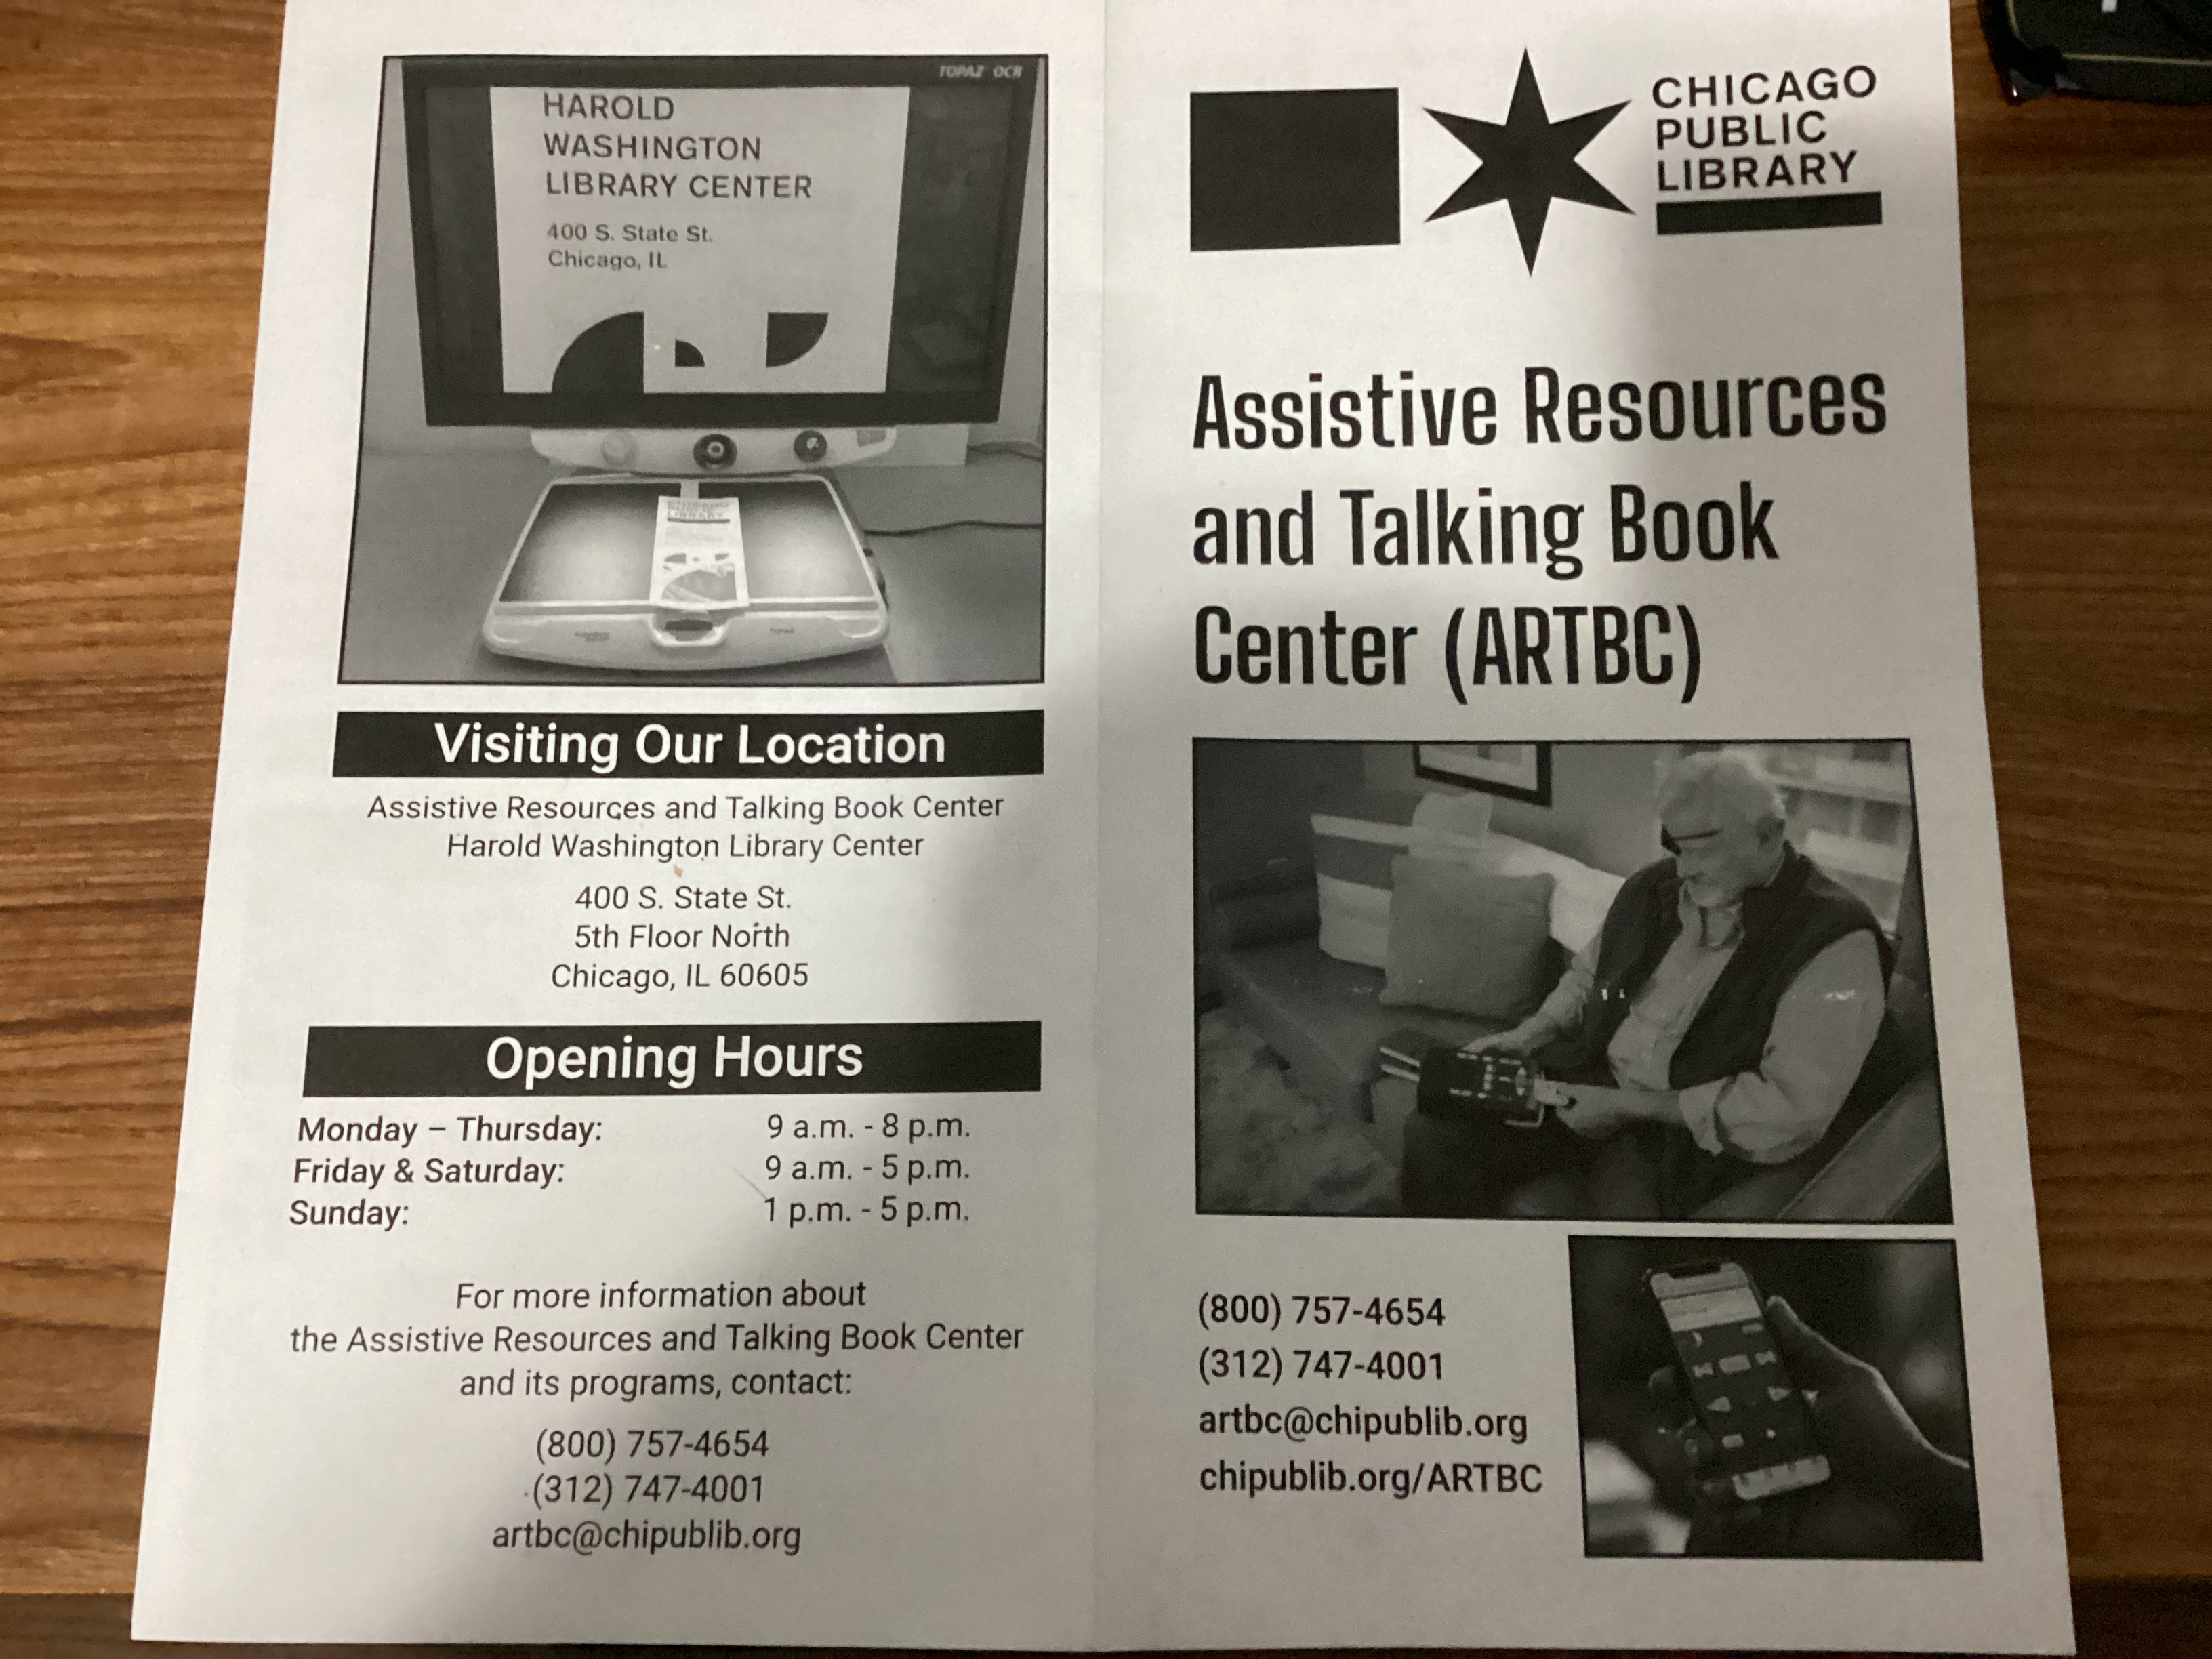 TOPAZ OCR
HAROLD
WASHINGTON
LIBRARY CENTER
400 S. State St.
Chicago, IL
LIBRARY
TOPAZ
Visiting Our Location
Assistive Resources and Talking Book Center
Harold Washington Library Center
400 S. State St.
5th Floor North
Chicago, IL 60605
Opening Hours
Monday – Thursday: 9 a.m. - 8 p.m.
Friday & Saturday: 9 a.m. - 5 p.m.
Sunday: 1 p.m. - 5 p.m.
For more information about
the Assistive Resources and Talking Book Center
and its programs, contact:
(800) 757-4654
(312) 747-4001
artbc@chipublib.org
CHICAGO
PUBLIC
LIBRARY
Assistive Resources
and Talking Book
Center (ARTBC)
(800) 757-4654
(312) 747-4001
artbc@chipublib.org
chipublib.org/ARTBC